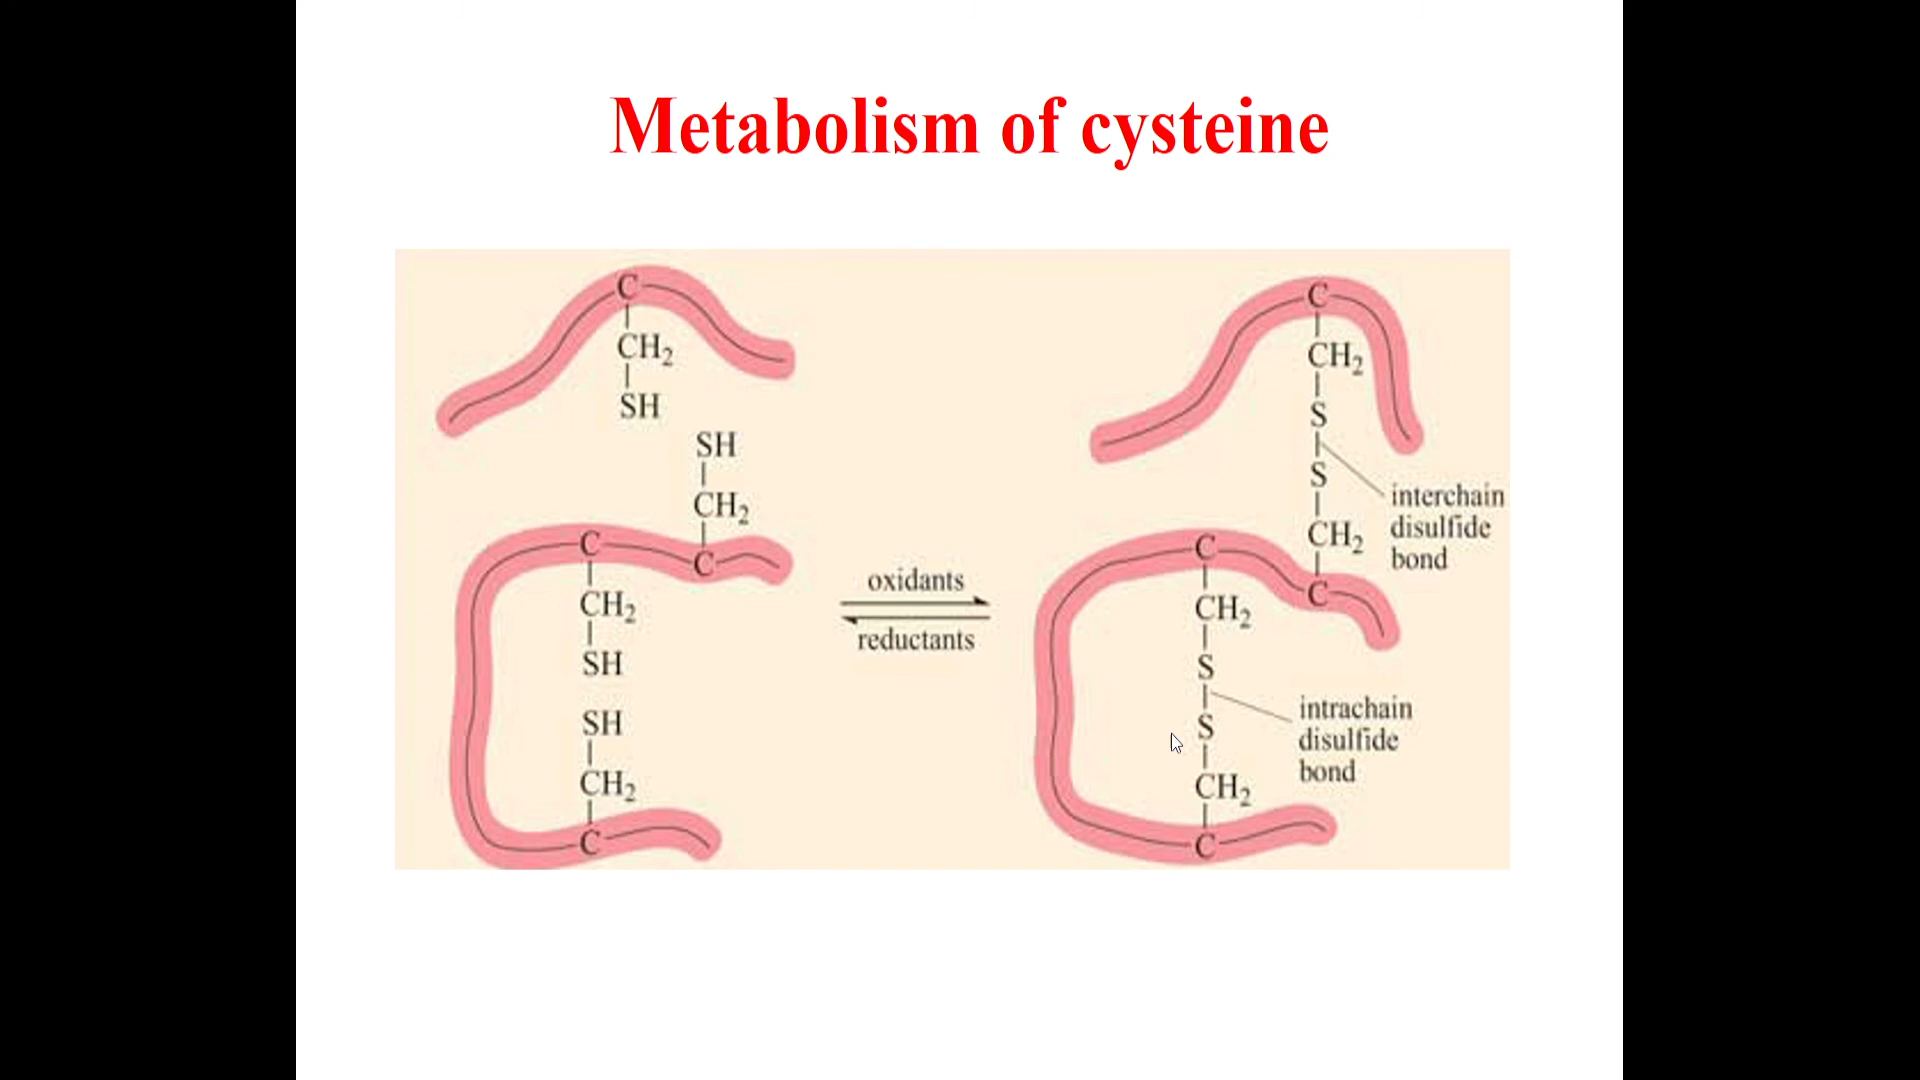 Metabolism of cysteine
C
CH₂
SH
SH
CH₂
C
C
CH₂
SH
SH
CH₂
C
oxidants
reductants
C
CH₂
S
S
CH₂
C
interchain
disulfide
bond
C
CH₂
S
S
CH₂
C
intrachain
disulfide
bond